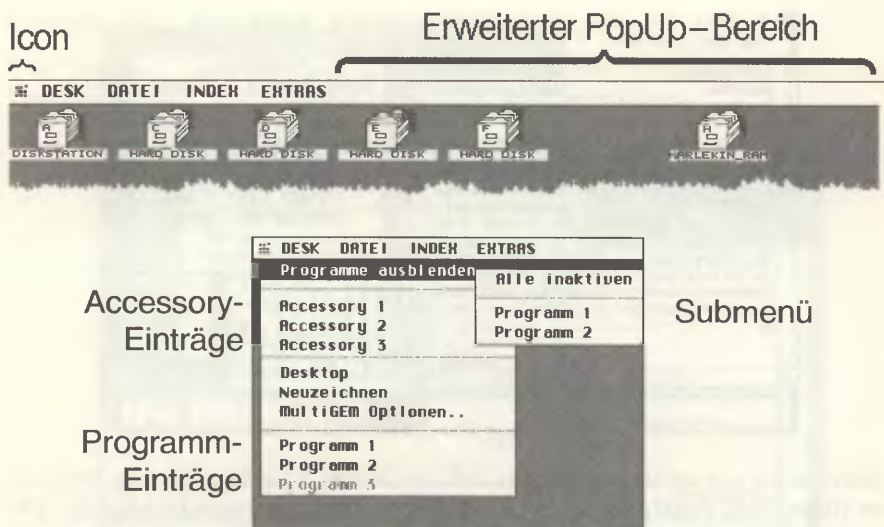 Icon
Erweiterter PopUp-Bereich
DESK DATEI INDEX EXTRAS
A C D E F H
DISKSTATION HARD DISK HARD DISK HARD DISK HARD DISK HARLEKIN_RAM
DESK DATEI INDEX EXTRAS
Programme ausblenden
Alle inaktiven
Programm 1
Programm 2
Submenü
Accessory-
Einträge
Accessory 1
Accessory 2
Accessory 3
Desktop
Neuzeichnen
MultiGEM Optionen..
Programm-
Einträge
Programm 1
Programm 2
Programm 3